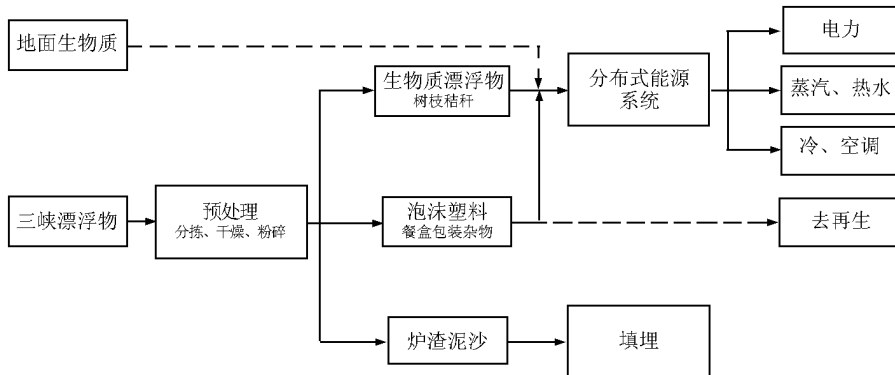 地面生物质
生物质漂浮物
树枝秸秆
分布式能源
系统
电力
蒸汽、热水
冷、空调
三峡漂浮物
预处理
分拣、干燥、粉碎
泡沫塑料
餐盒包装杂物
去再生
炉渣泥沙
填埋